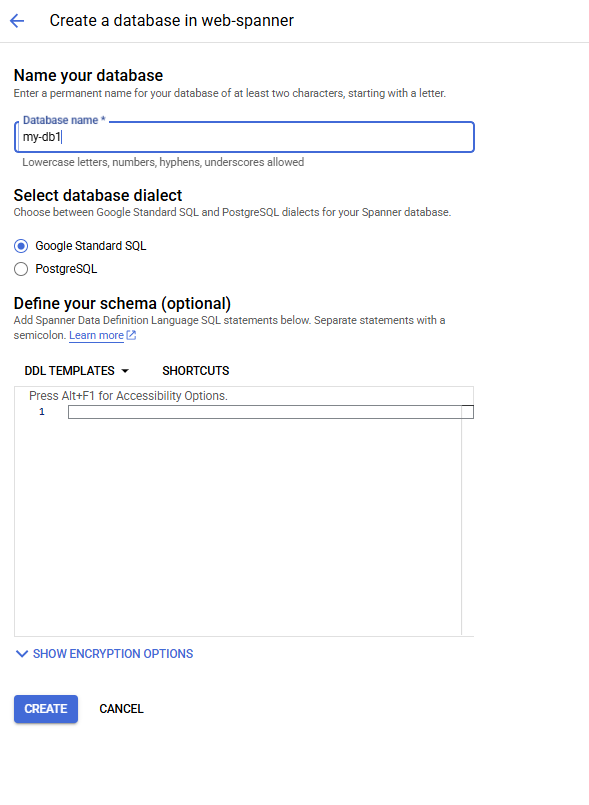 Create a database in web-spanner
Name your database
Enter a permanent name for your database of at least two characters, starting with a letter.
Database name *
my-db1
Lowercase letters, numbers, hyphens, underscores allowed
Select database dialect
Choose between Google Standard SQL and PostgreSQL dialects for your Spanner database.
Google Standard SQL
PostgreSQL
Define your schema (optional)
Add Spanner Data Definition Language SQL statements below. Separate statements with a
semicolon. Learn more
DDL TEMPLATES SHORTCUTS
Press Alt+F1 for Accessibility Options.
1
SHOW ENCRYPTION OPTIONS
CREATE CANCEL